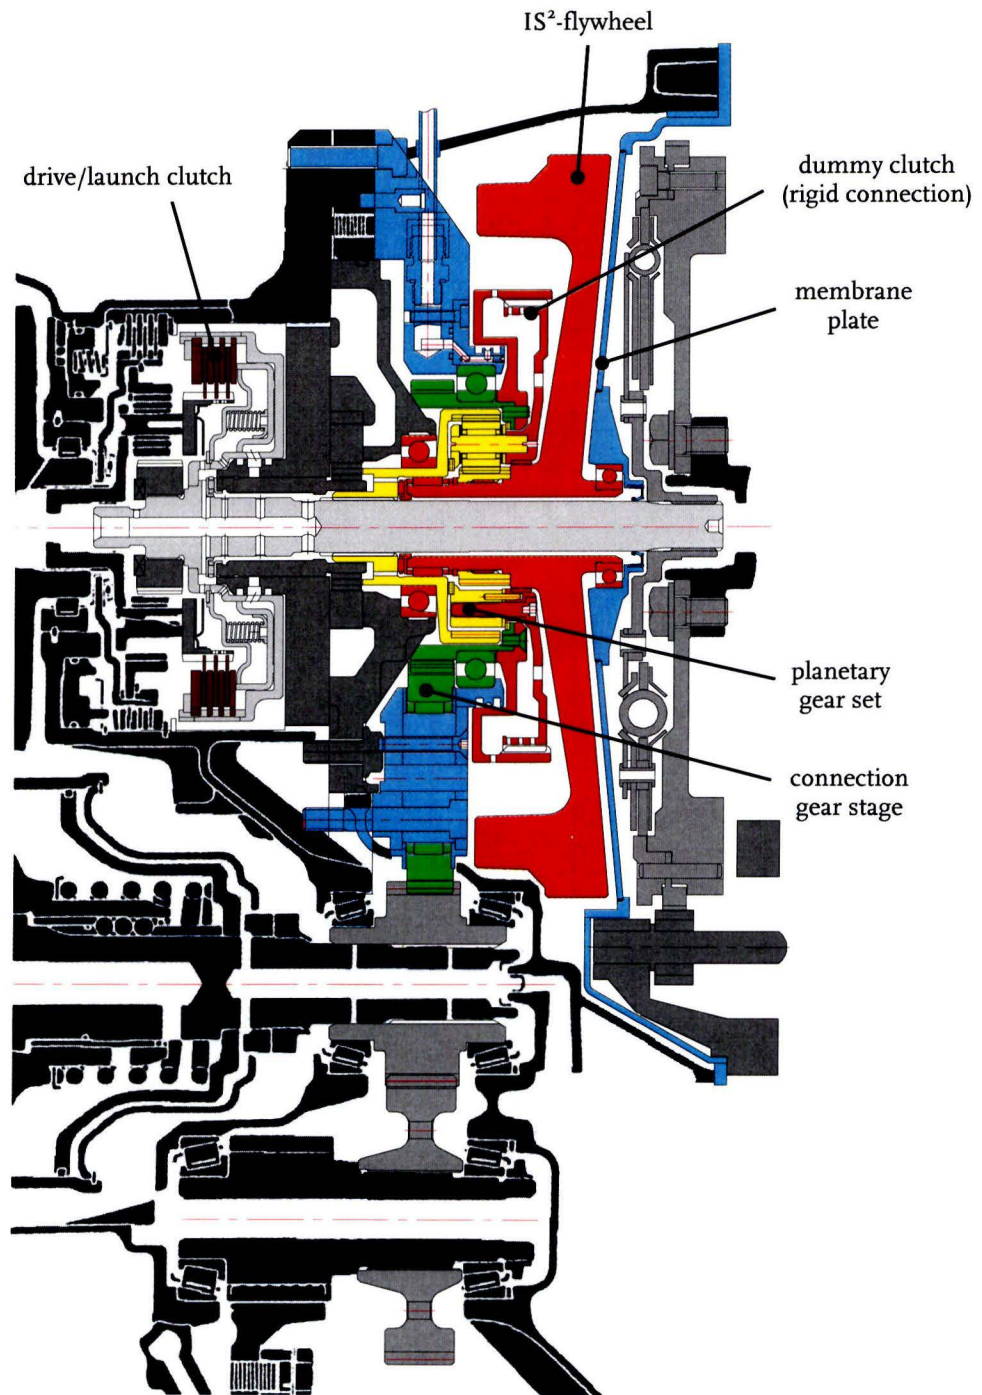 IS²-flywheel
drive/launch clutch
dummy clutch
(rigid connection)
membrane
plate
planetary
gear set
connection
gear stage